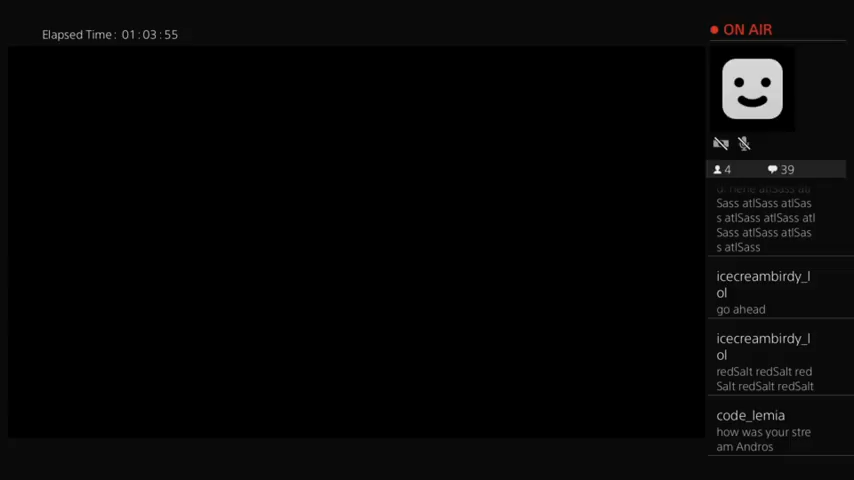 Elapsed Time: 01:03:55
ON AIR
4 39
Sass atlSass atlSas
s atlSass atlSass atl
Sass atlSass atlSas
s atlSass
icecreambirdy_l
ol
go ahead
icecreambirdy_l
ol
redSalt redSalt red
Salt redSalt redSalt
code_lemia
how was your stre
am Andros